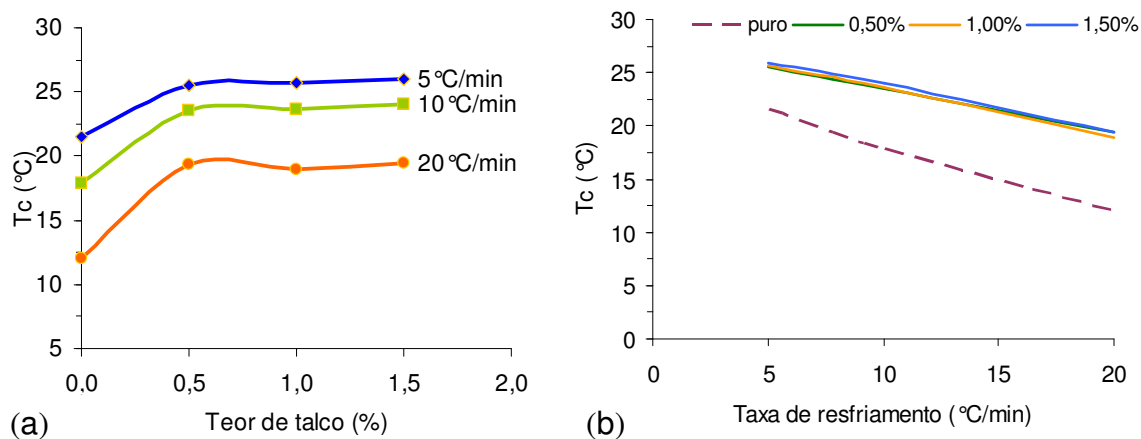 30
25
20
15
10
5
Tc (°C)
5°C/min
10°C/min
20°C/min
0,0 0,5 1,0 1,5 2,0
Teor de talco (%)
(a)
puro 0,50% 1,00% 1,50%
30
25
20
15
10
5
0
Tc (°C)
0 5 10 15 20
Taxa de resfriamento (°C/min)
(b)